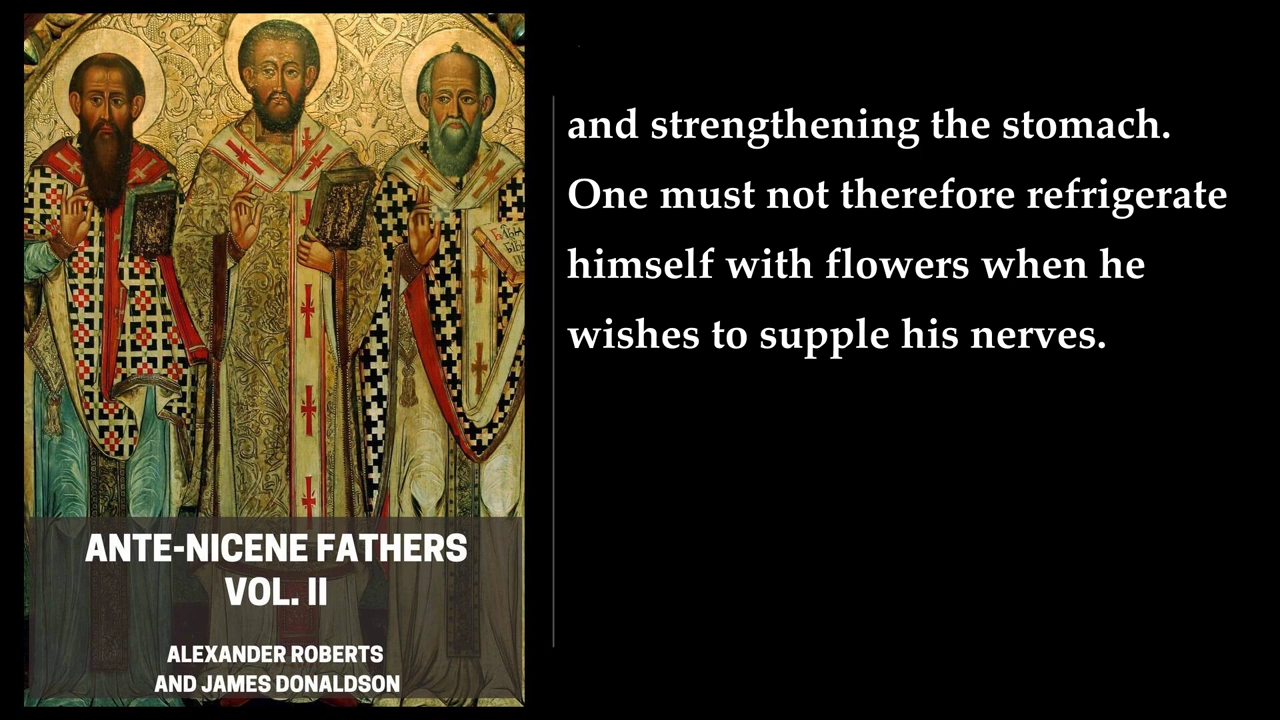 and strengthening the stomach.
One must not therefore refrigerate
himself with flowers when he
wishes to supple his nerves.
ANTE-NICENE FATHERS
VOL. II
ALEXANDER ROBERTS
AND JAMES DONALDSON